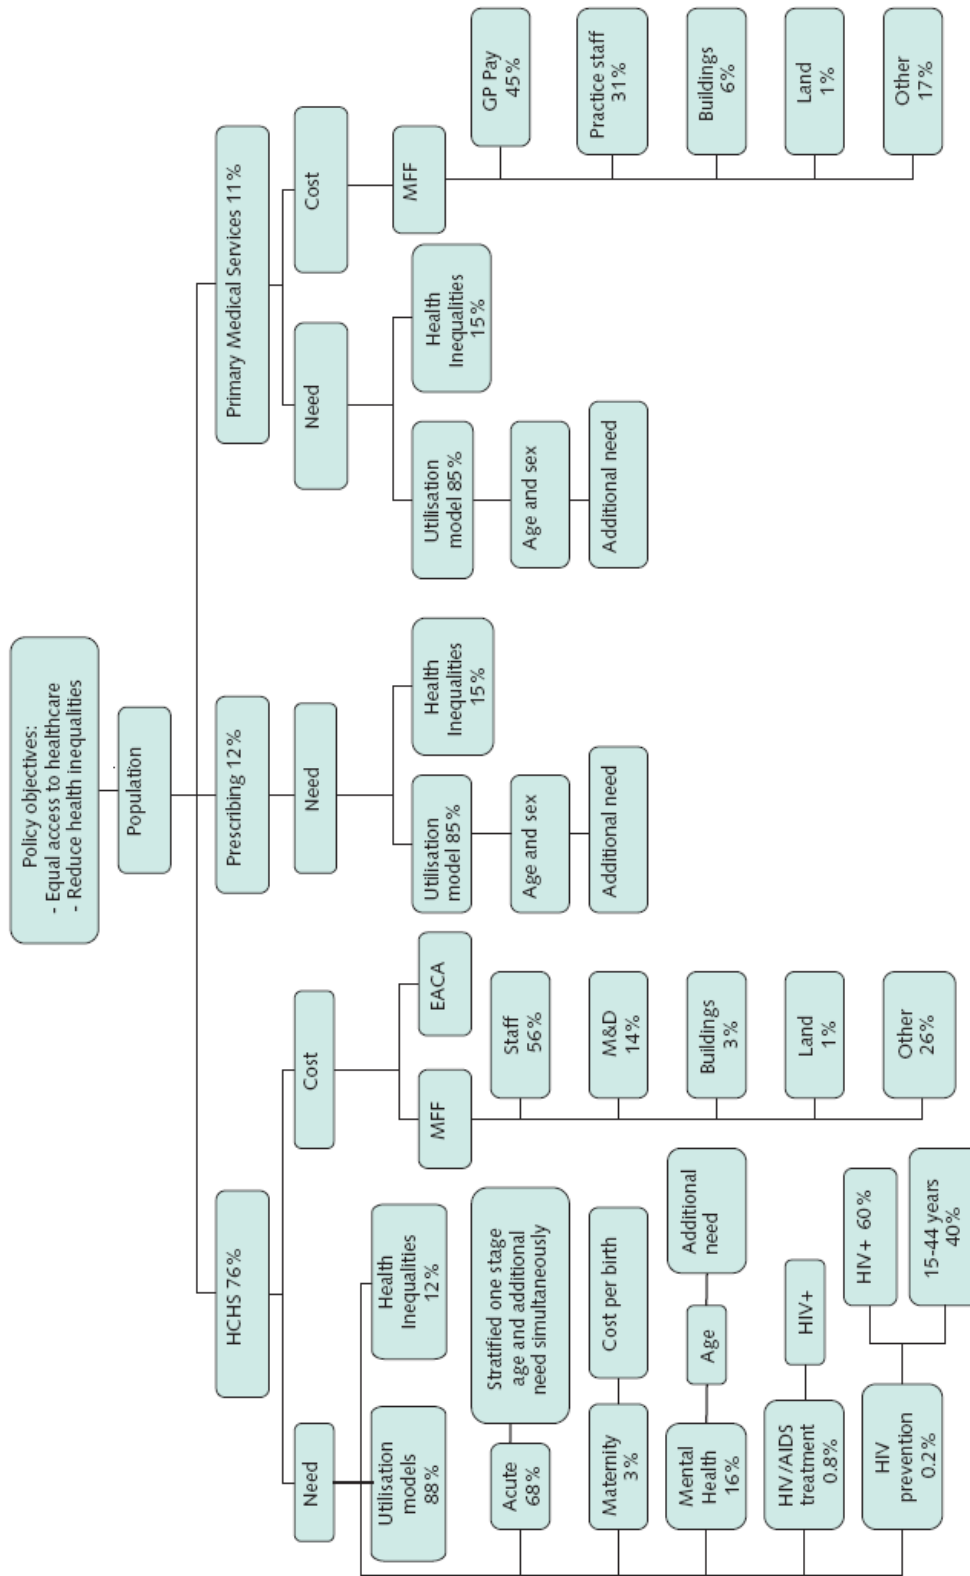 Policy objectives:
- Equal access to healthcare
- Reduce health inequalities
Population
HCHS 76%
Prescribing 12%
Primary Medical Services 11%
Need
Cost
Need
Need
Cost
Utilisation
models
88%
Health
Inequalities
12%
MFF
EACA
Utilisation
model 85%
Health
Inequalities
15%
Utilisation
model 85%
Health
Inequalities
15%
MFF
Acute
68%
Stratified one stage
age and additional
need simultaneously
Staff
56%
Age and sex
Age and sex
GP Pay
45%
Maternity
3%
Cost per birth
M&D
14%
Additional need
Additional need
Practice staff
31%
Mental
Health
16%
Age
Additional
need
Buildings
3%
Buildings
6%
HIV/AIDS
treatment
0.8%
HIV+
Land
1%
Land
1%
HIV
prevention
0.2%
HIV+ 60%
15-44 years
40%
Other
26%
Other
17%